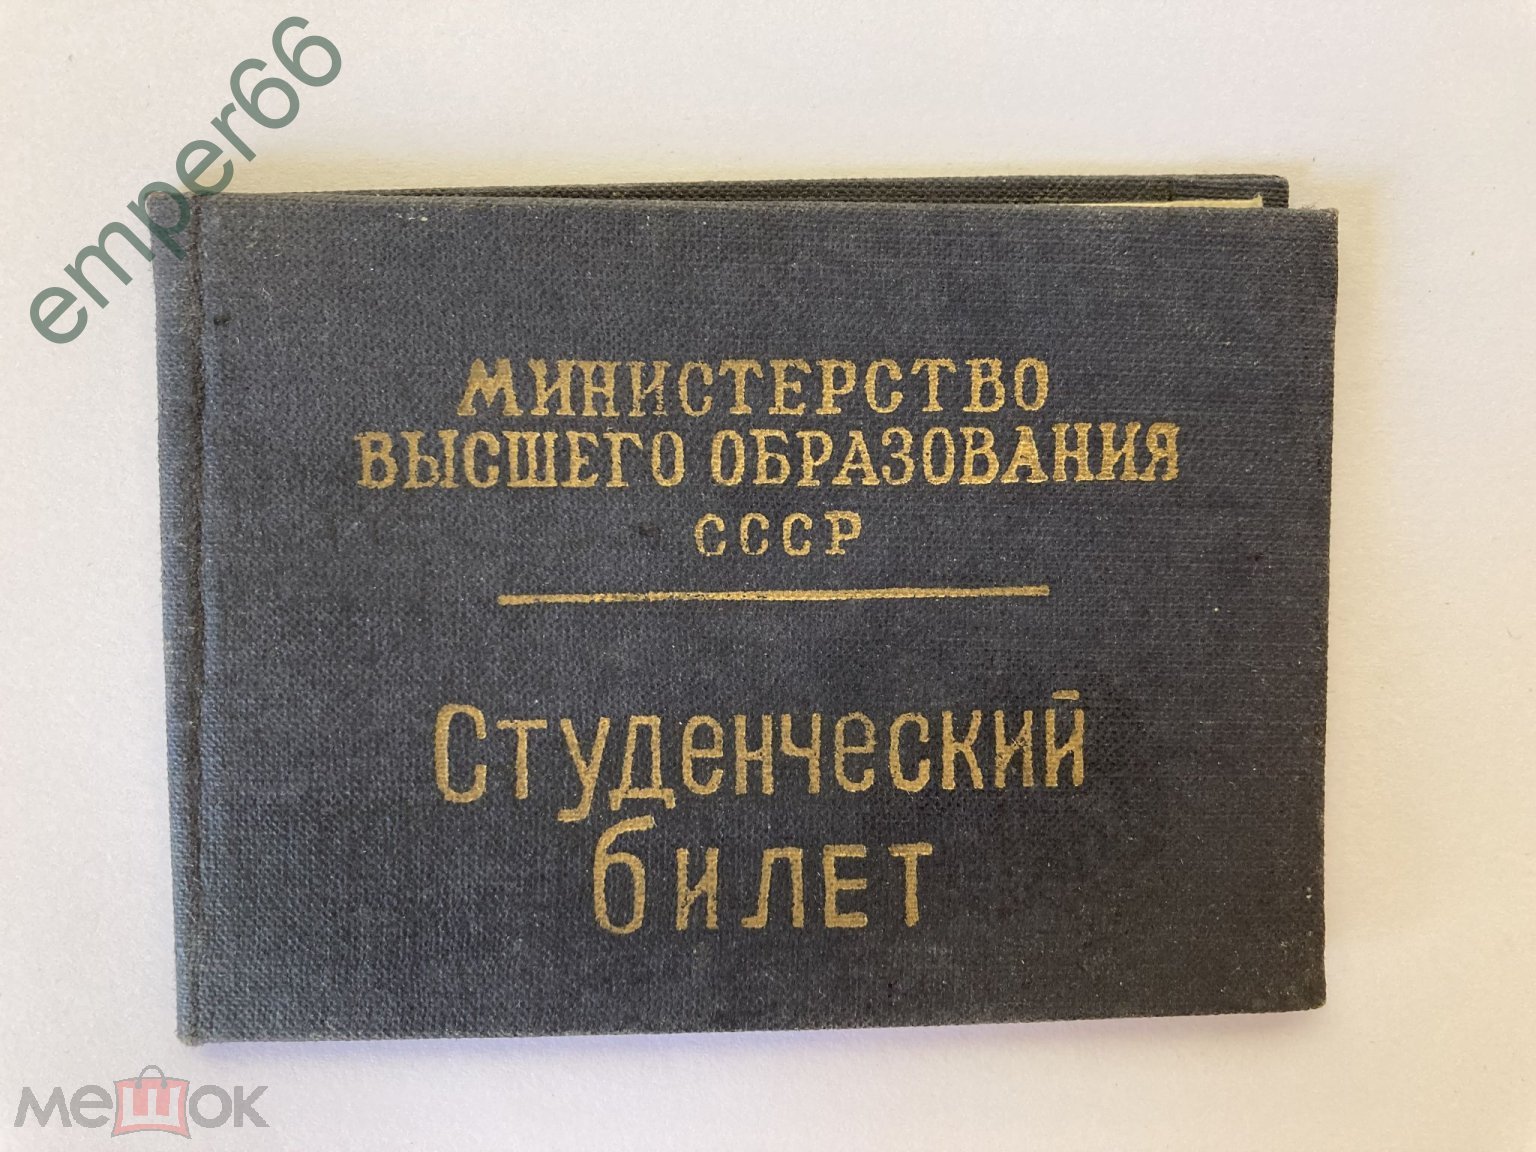 emper66
МИНИСТЕРСТВО
ВЫСШЕГО ОБРАЗОВАНИЯ
СССР
Студенческий
билет
мешок